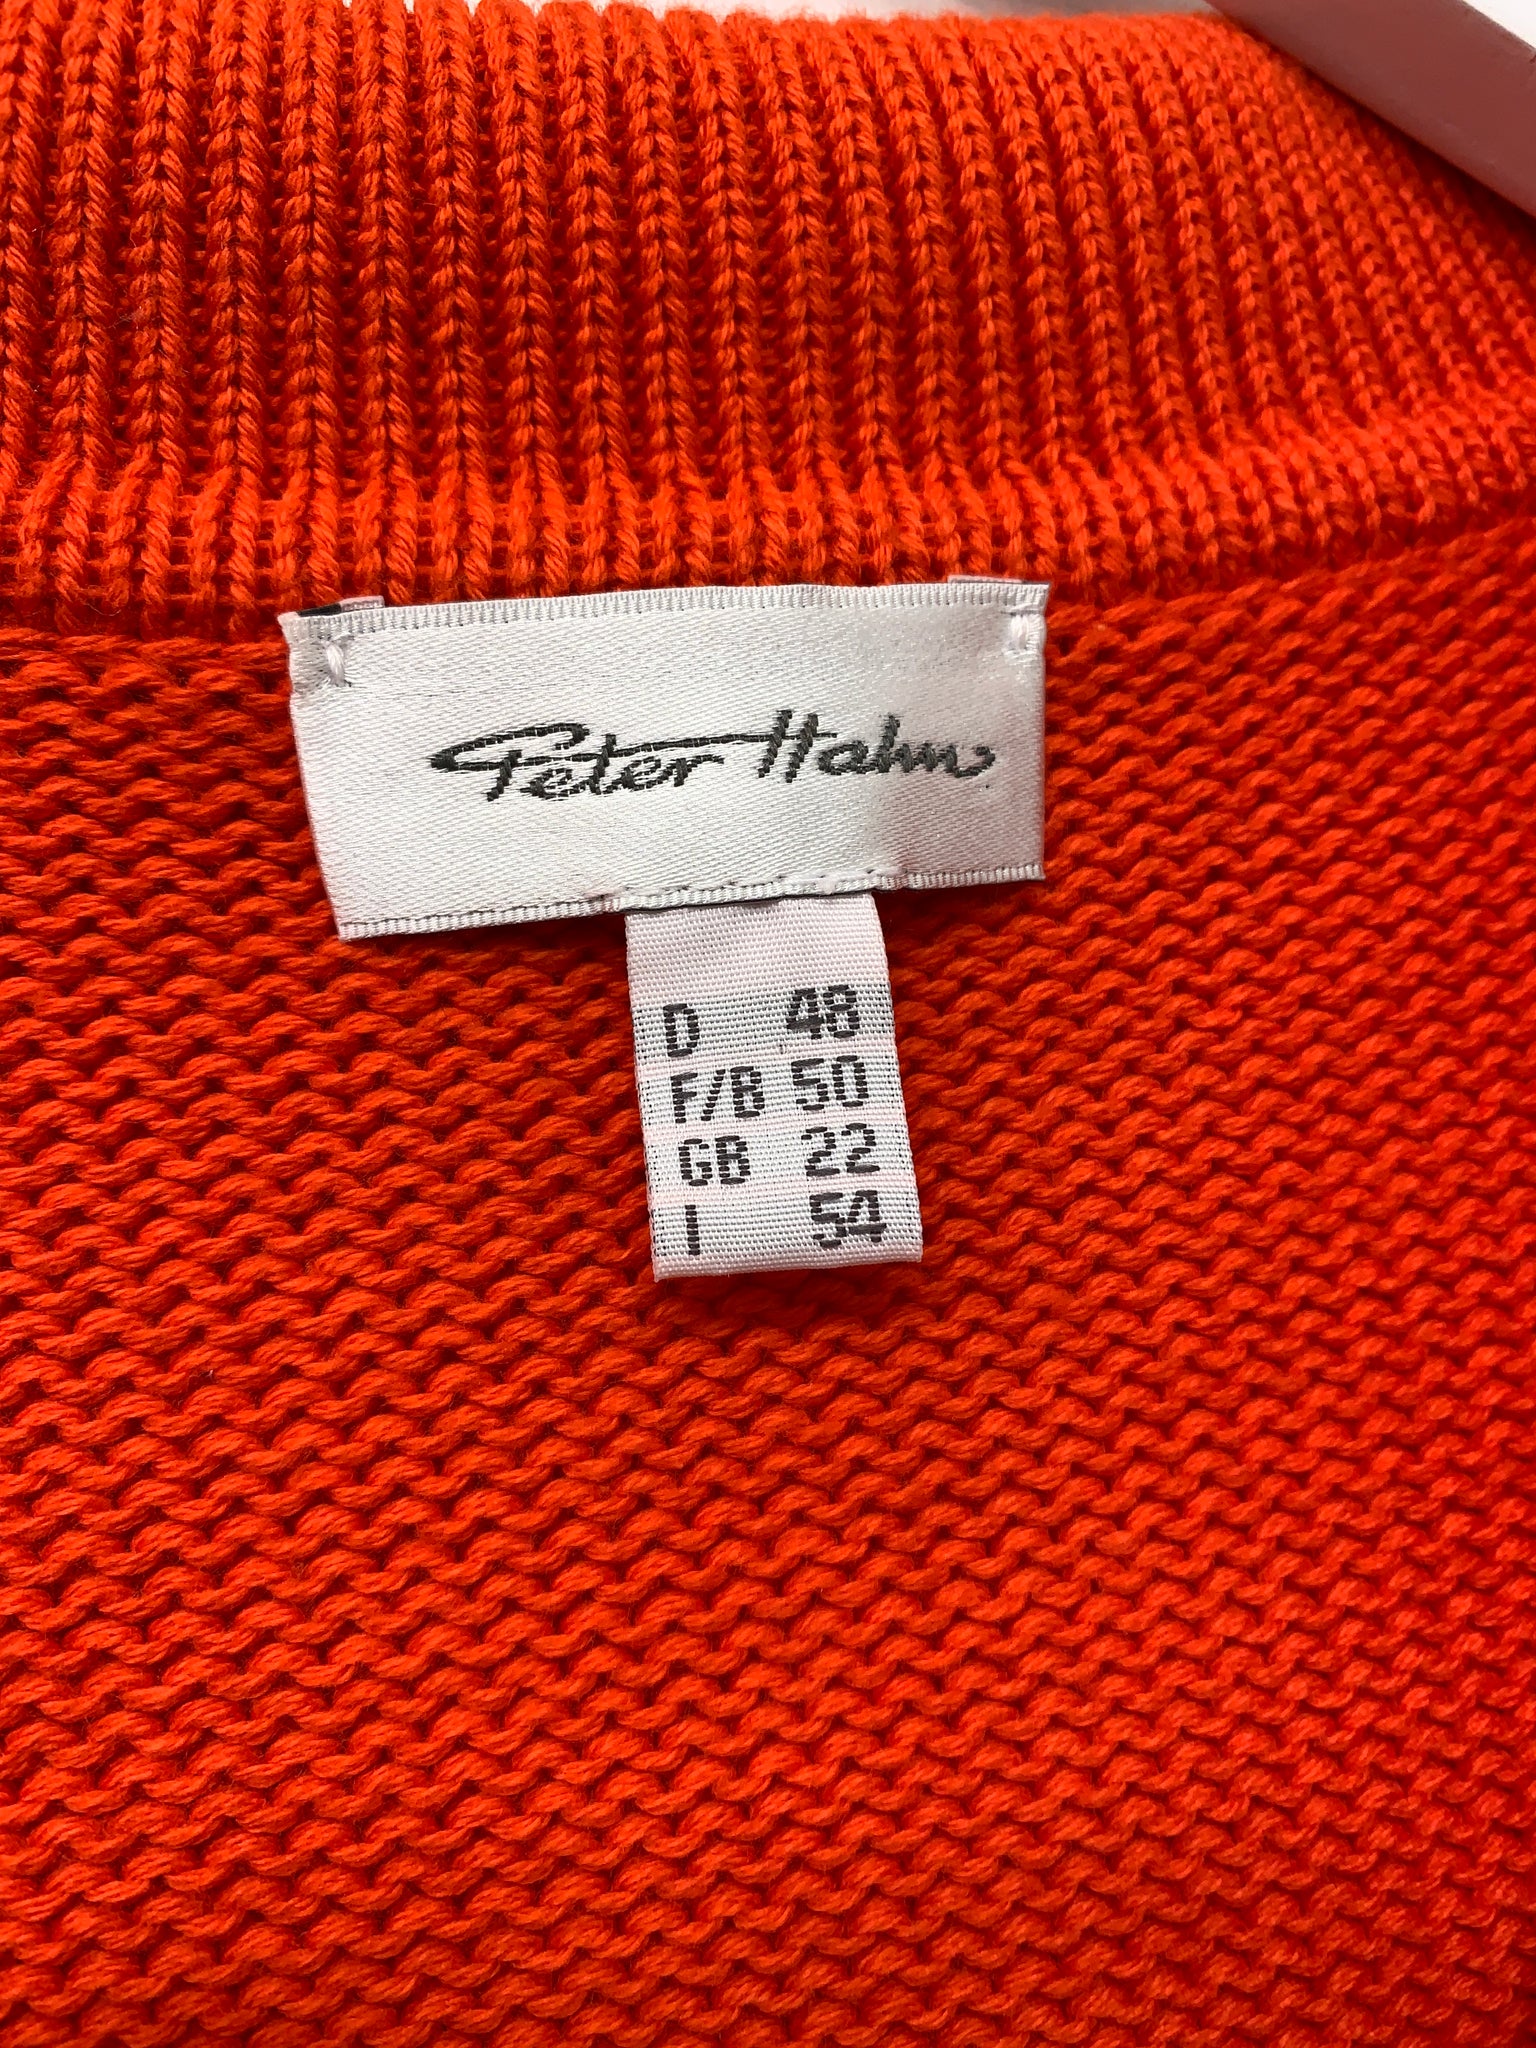 Peter Hahn
D 48
F/B 50
GB 22
I 54